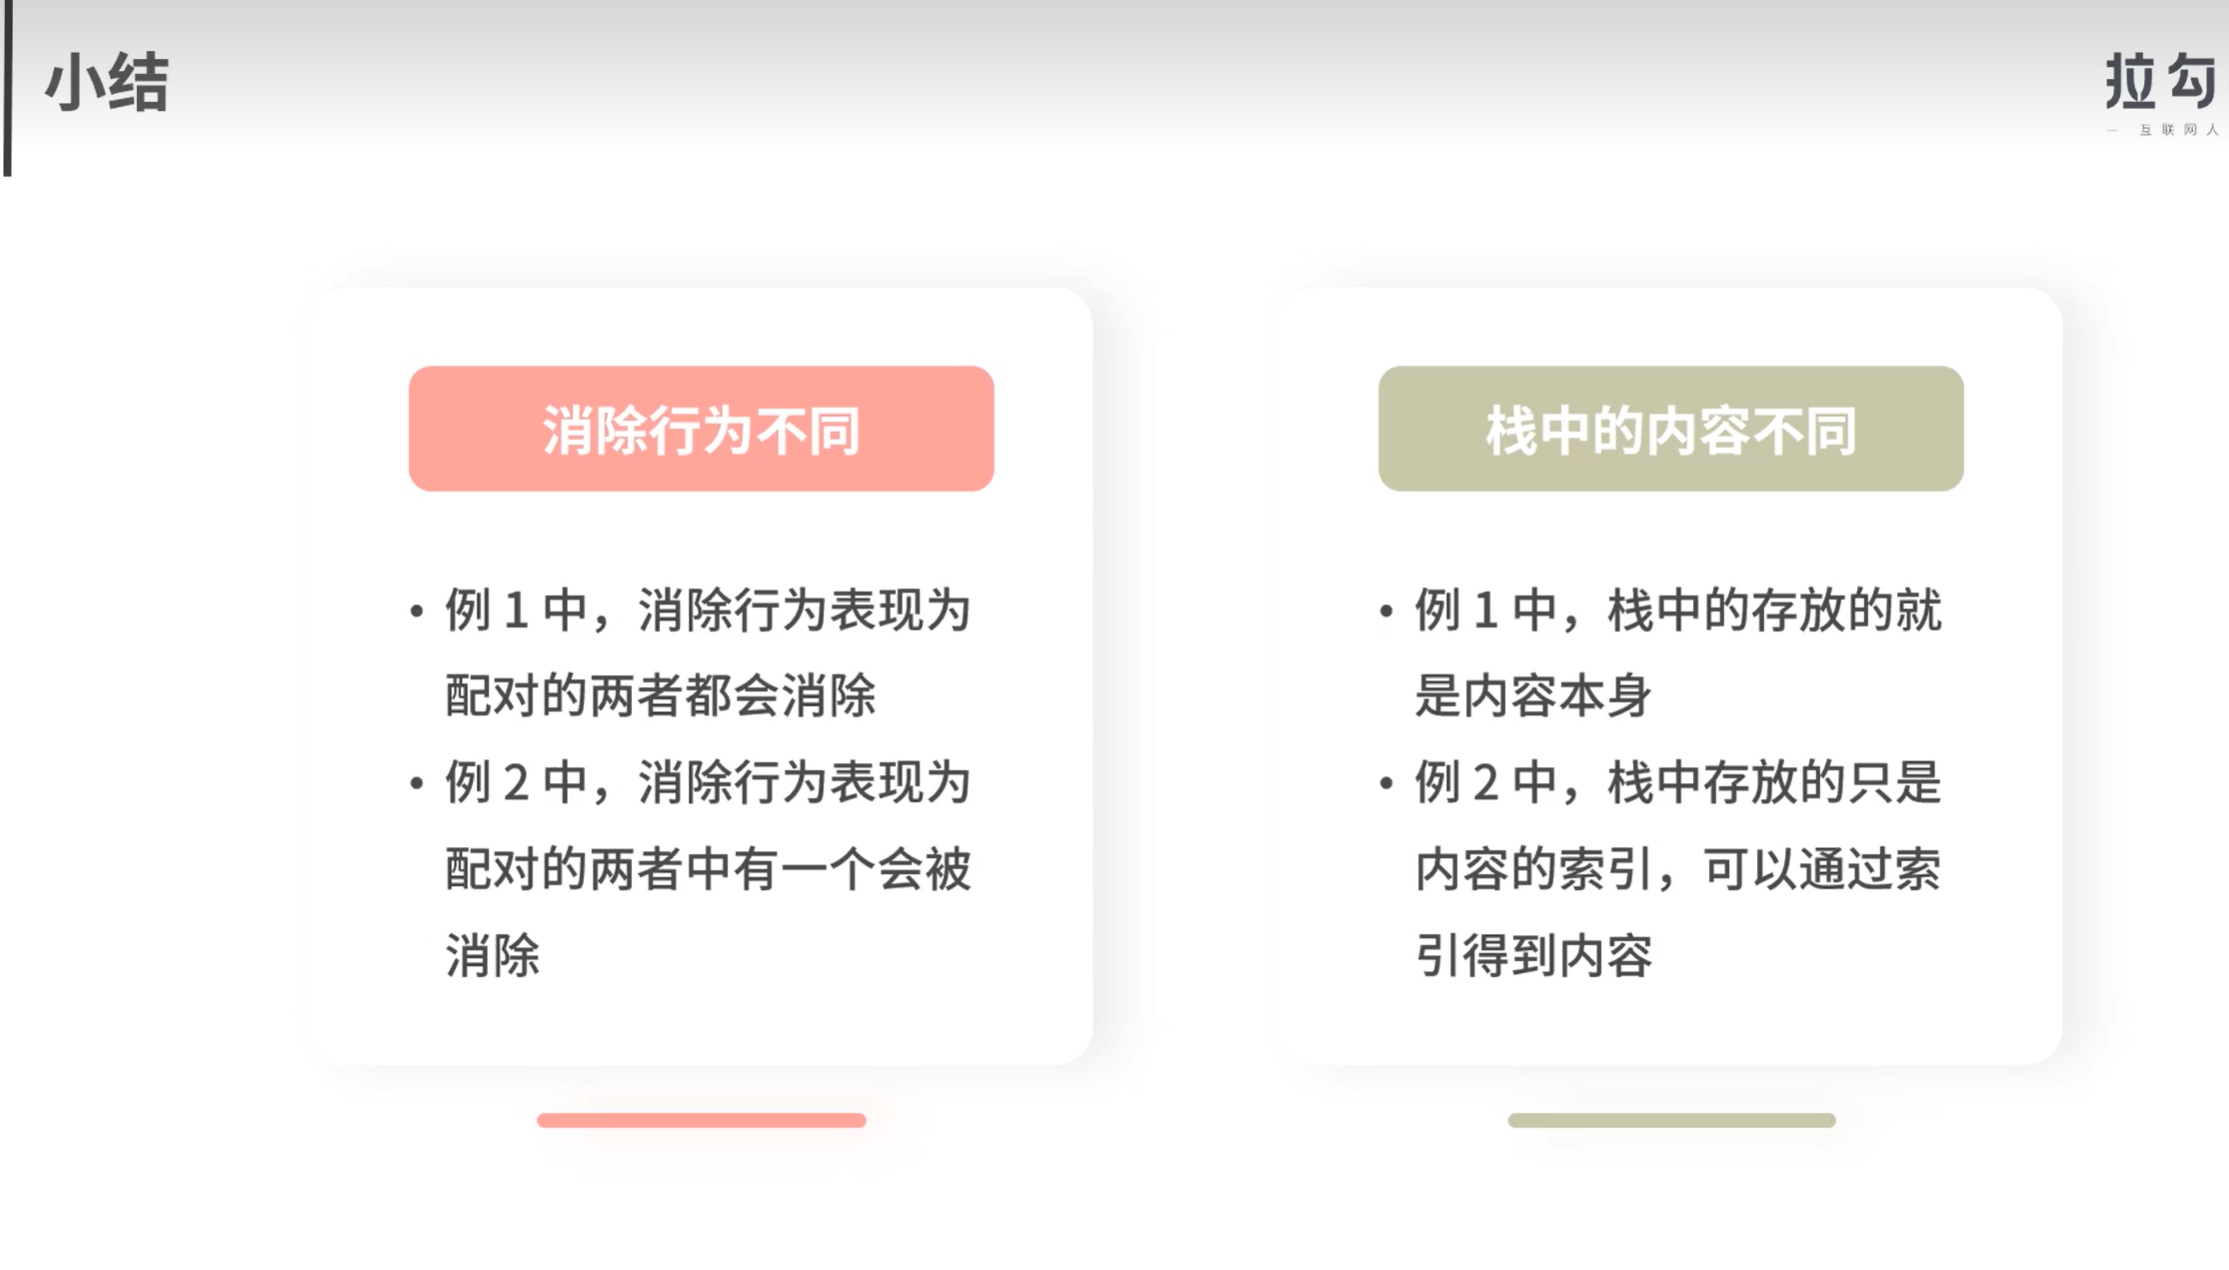 小结
拉勾
— 互联网人
消除行为不同
• 例 1 中，消除行为表现为
配对的两者都会消除
• 例 2 中，消除行为表现为
配对的两者中有一个会被
消除
栈中的内容不同
• 例 1 中，栈中的存放的就
是内容本身
• 例 2 中，栈中存放的只是
内容的索引，可以通过索
引得到内容